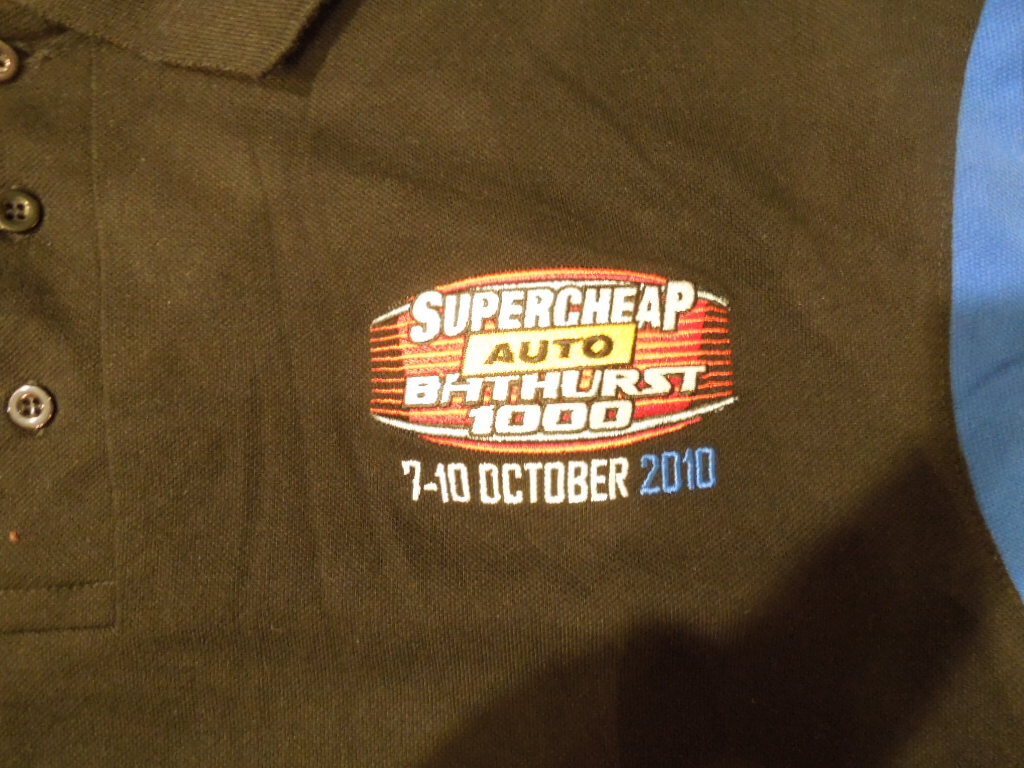 SUPERCHEAP
AUTO
BATHURST
1000
7-10 OCTOBER 2010